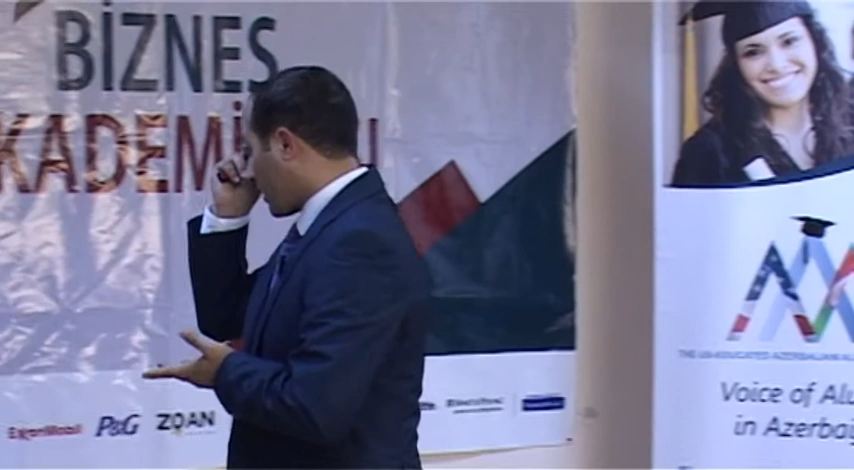 BİZNES
KADEMİ
ExxonMobil
P&G
ZQAN
THE US-EDUCATED AZERBAIJANI AL
Voice of Alu
in Azerbaij